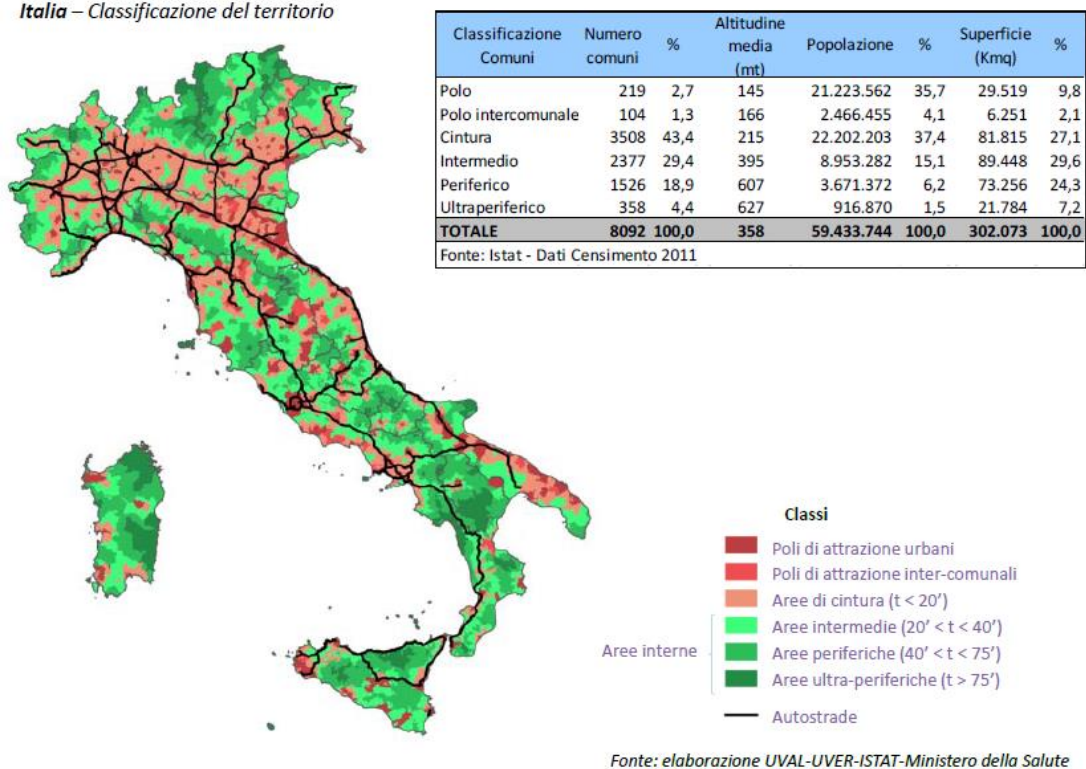 Italia – Classificazione del territorio
Classificazione Comuni Numero comuni % Altitudine media (mt) Popolazione % Superficie (Kmq) %
Polo 219 2,7 145 21.223.562 35,7 29.519 9,8
Polo intercomunale 104 1,3 166 2.466.455 4,1 6.251 2,1
Cintura 3508 43,4 215 22.202.203 37,4 81.815 27,1
Intermedio 2377 29,4 395 8.953.282 15,1 89.448 29,6
Periferico 1526 18,9 607 3.671.372 6,2 73.256 24,3
Ultraperiferico 358 4,4 627 916.870 1,5 21.784 7,2
TOTALE 8092 100,0 358 59.433.744 100,0 302.073 100,0
Fonte: Istat - Dati Censimento 2011
Classi
Poli di attrazione urbani
Poli di attrazione inter-comunali
Aree di cintura (t < 20’)
Aree interne
Aree intermedie (20’ < t < 40’)
Aree periferiche (40’ < t < 75’)
Aree ultra-periferiche (t > 75’)
Autostrade
Fonte: elaborazione UVAL-UVER-ISTAT-Ministero della Salute